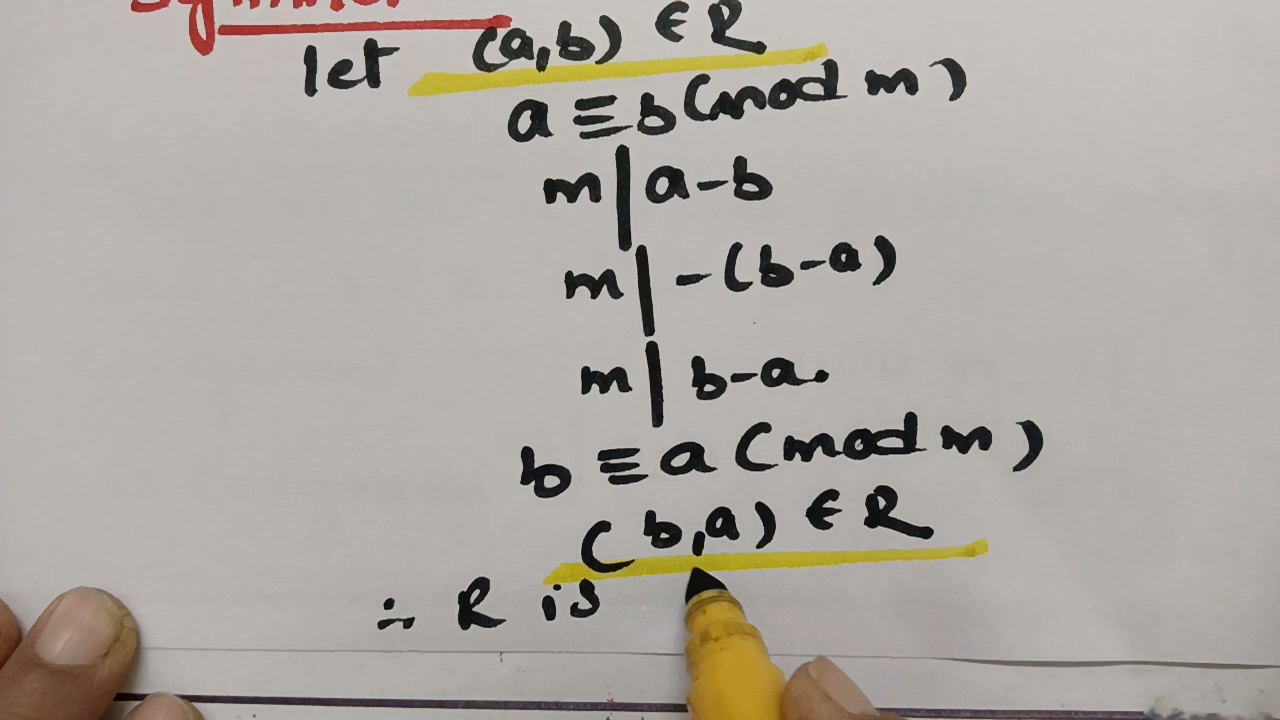 let (a,b) ∈ R
a ≡ b (mod m)
m | a-b
m | -(b-a)
m | b-a.
b ≡ a (mod m)
(b,a) ∈ R
∴ R is